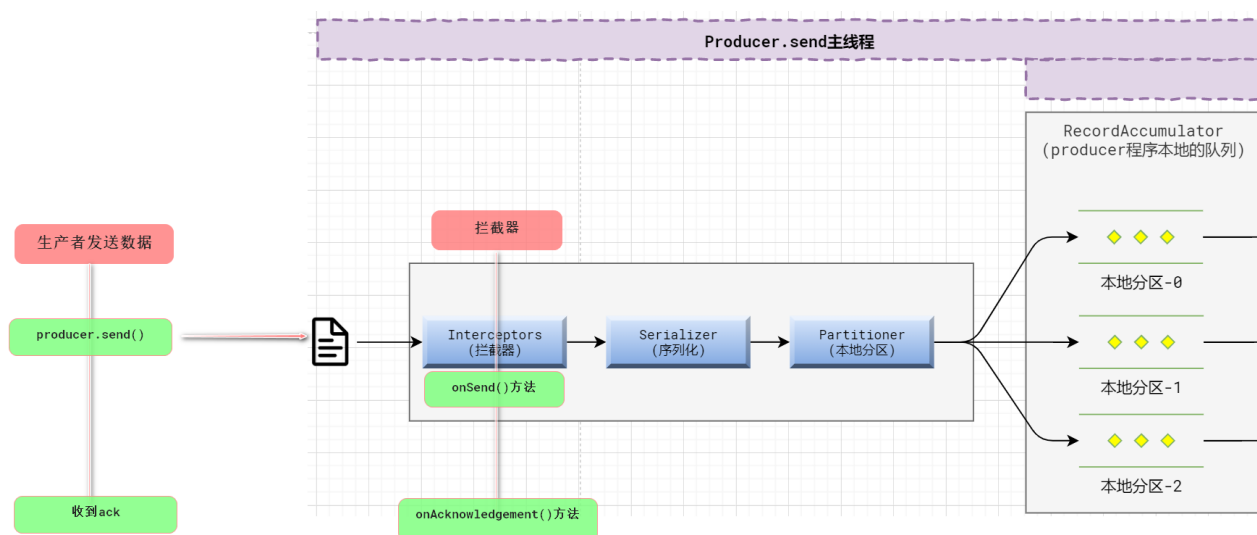 Producer.send主线程
RecordAccumulator
(producer程序本地的队列)
生产者发送数据
拦截器
producer.send()
Interceptors
(拦截器)
Serializer
(序列化)
Partitioner
(本地分区)
onSend()方法
本地分区-0
本地分区-1
本地分区-2
收到ack
onAcknowledgement()方法